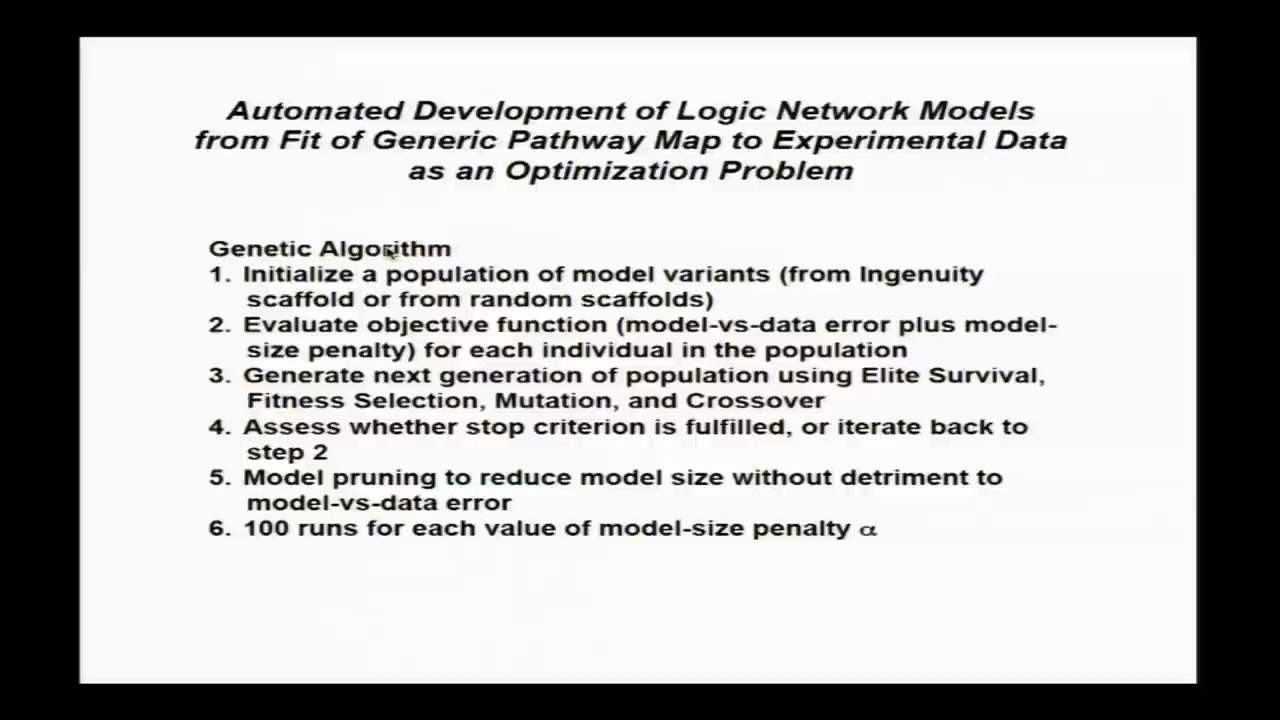 Automated Development of Logic Network Models
from Fit of Generic Pathway Map to Experimental Data
as an Optimization Problem
Genetic Algorithm
1. Initialize a population of model variants (from Ingenuity
scaffold or from random scaffolds)
2. Evaluate objective function (model-vs-data error plus model-
size penalty) for each individual in the population
3. Generate next generation of population using Elite Survival,
Fitness Selection, Mutation, and Crossover
4. Assess whether stop criterion is fulfilled, or iterate back to
step 2
5. Model pruning to reduce model size without detriment to
model-vs-data error
6. 100 runs for each value of model-size penalty α